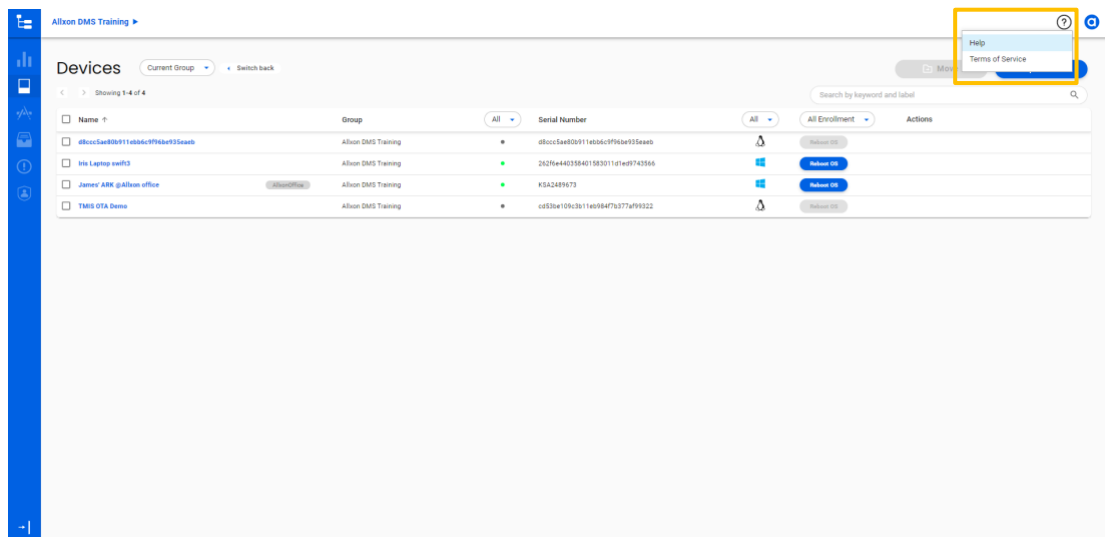 Allxon DMS Training ▶
?
Help
Terms of Service
Devices
Current Group
Switch back
Mov
Showing 1-4 of 4
Search by keyword and label
Name ↑ Group All Serial Number All All Enrollment Actions
d8ccc5ae80b911ebb6c9f96be935eaeb Allxon DMS Training d8ccc5ae80b911ebb6c9f96be935eaeb Reboot OS
Iris Laptop swift3 Allxon DMS Training 262f6e440358401583011d1ed9743566 Reboot OS
James' ARK @Allxon office AllxonOffice Allxon DMS Training KSA2489673 Reboot OS
TMIS OTA Demo Allxon DMS Training cd53be109c3b11eb984f7b377af99322 Reboot OS